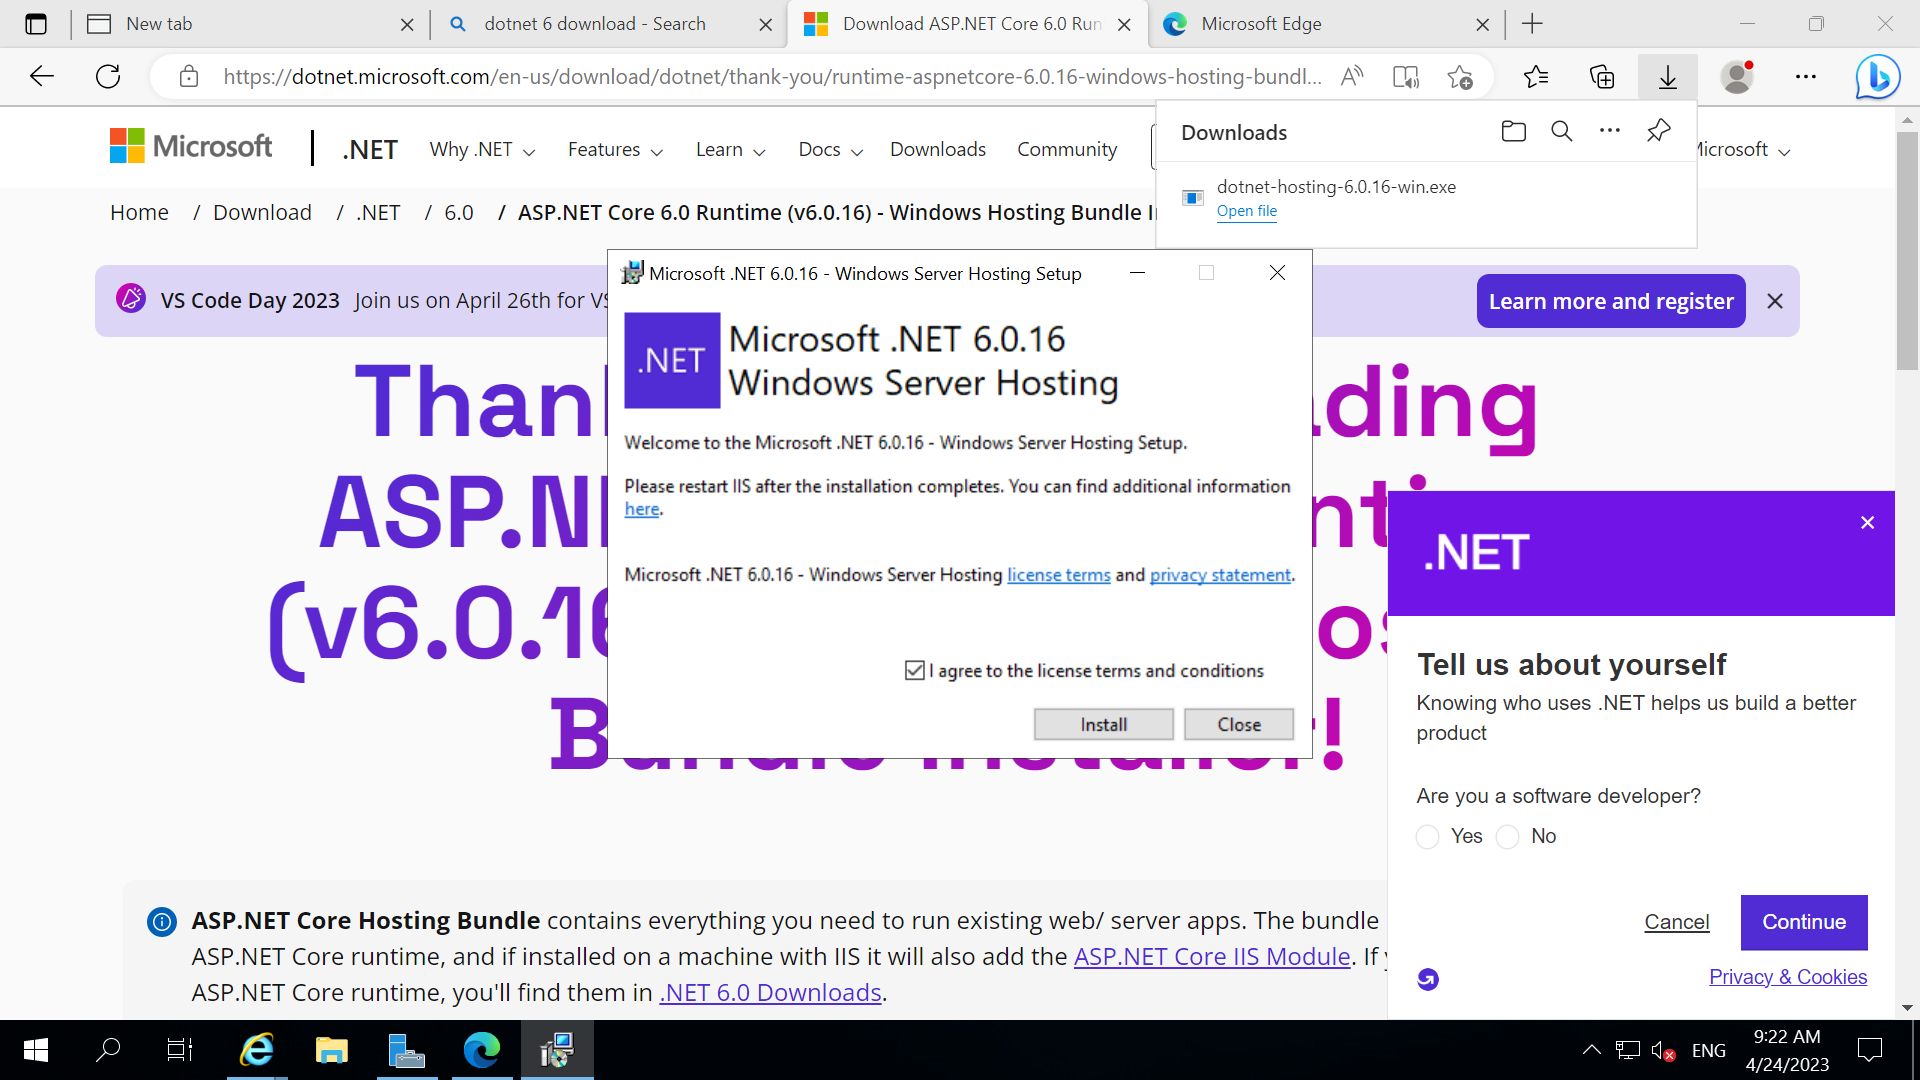 New tab
dotnet 6 download - Search
Download ASP.NET Core 6.0 Run
Microsoft Edge
https://dotnet.microsoft.com/en-us/download/dotnet/thank-you/runtime-aspnetcore-6.0.16-windows-hosting-bundl...
Downloads
dotnet-hosting-6.0.16-win.exe
Open file
Microsoft
.NET
Why .NET
Features
Learn
Docs
Downloads
Community
Microsoft
Home / Download / .NET / 6.0 / ASP.NET Core 6.0 Runtime (v6.0.16) - Windows Hosting Bundle I
VS Code Day 2023 Join us on April 26th for VS
Learn more and register
Microsoft .NET 6.0.16 - Windows Server Hosting Setup
.NET
Microsoft .NET 6.0.16
Windows Server Hosting
Welcome to the Microsoft .NET 6.0.16 - Windows Server Hosting Setup.
Please restart IIS after the installation completes. You can find additional information
here.
Microsoft .NET 6.0.16 - Windows Server Hosting license terms and privacy statement.
I agree to the license terms and conditions
Install
Close
.NET
Tell us about yourself
Knowing who uses .NET helps us build a better
product
Are you a software developer?
Yes
No
Cancel
Continue
Privacy & Cookies
ASP.NET Core Hosting Bundle contains everything you need to run existing web/ server apps. The bundle
ASP.NET Core runtime, and if installed on a machine with IIS it will also add the ASP.NET Core IIS Module. If
ASP.NET Core runtime, you'll find them in .NET 6.0 Downloads.
ENG
9:22 AM
4/24/2023